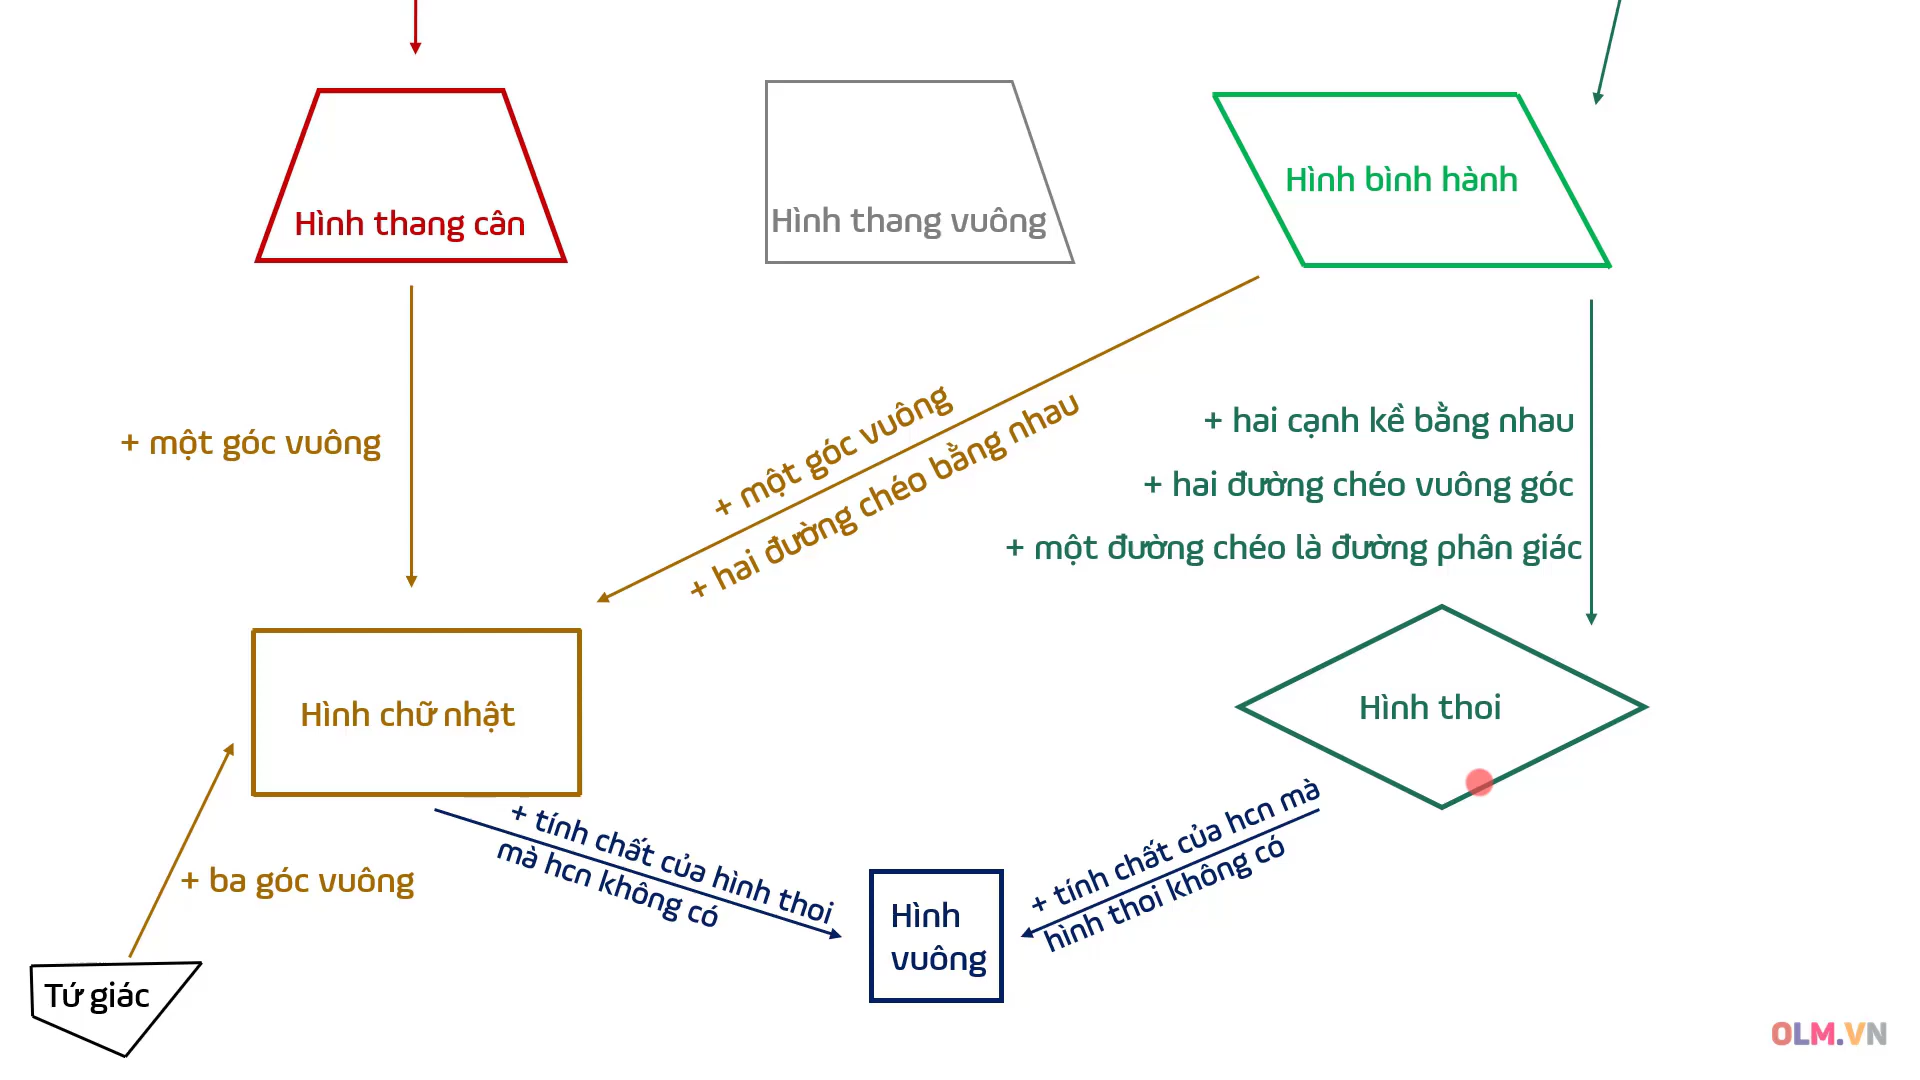 Hình thang cân
Hình thang vuông
Hình bình hành
+ một góc vuông
+ một góc vuông
+ hai đường chéo bằng nhau
+ hai cạnh kề bằng nhau
+ hai đường chéo vuông góc
+ một đường chéo là đường phân giác
Hình chữ nhật
Hình thoi
+ ba góc vuông
+ tính chất của hình thoi
mà hcn không có
+ tính chất của hcn mà
hình thoi không có
Hình
vuông
Tứ giác
OLM.VN